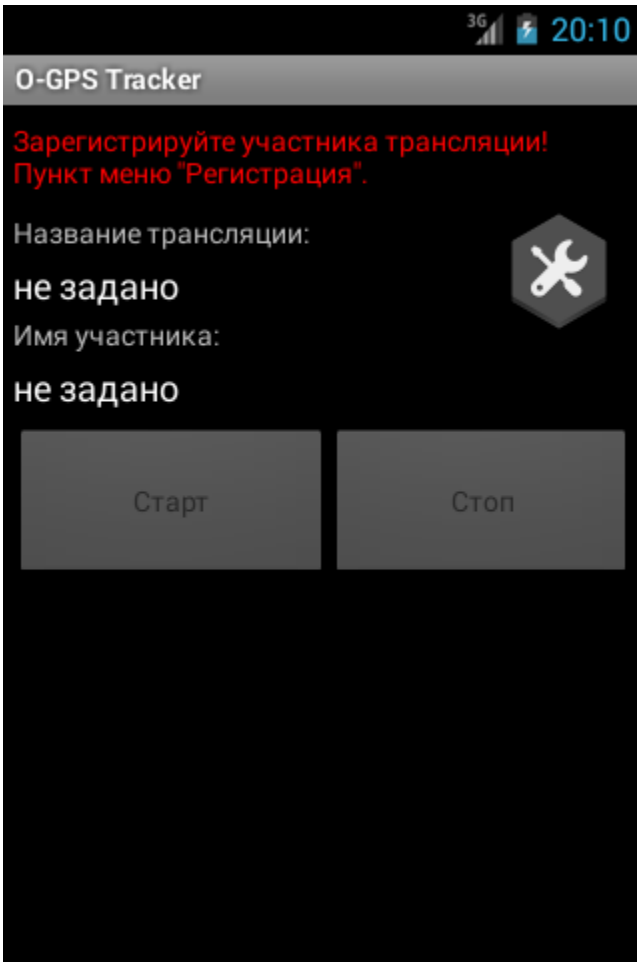 3G 20:10
O-GPS Tracker
Зарегистрируйте участника трансляции!
Пункт меню "Регистрация".
Название трансляции:
не задано
Имя участника:
не задано
Старт Стоп